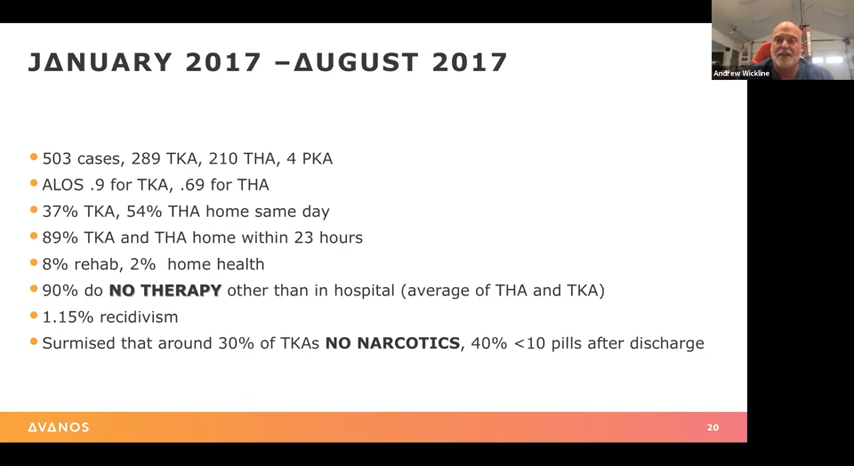 JΔNUARY 2017 –ΔUGUST 2017
Andrew Wickline
• 503 cases, 289 TKA, 210 THA, 4 PKA
• ALOS .9 for TKA, .69 for THA
• 37% TKA, 54% THA home same day
• 89% TKA and THA home within 23 hours
• 8% rehab, 2%  home health
• 90% do NO THERAPY other than in hospital (average of THA and TKA)
• 1.15% recidivism
• Surmised that around 30% of TKAs NO NARCOTICS, 40% <10 pills after discharge
ΔVΔNOS
20